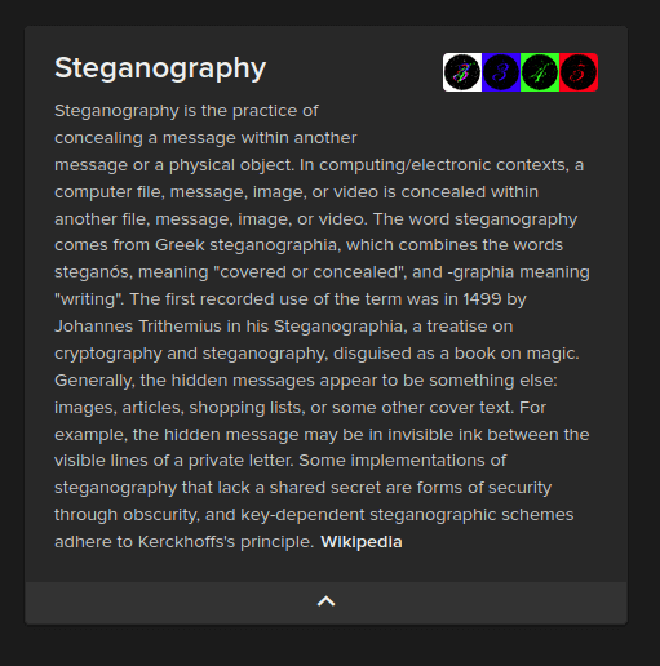 Steganography
Steganography is the practice of
concealing a message within another
message or a physical object. In computing/electronic contexts, a
computer file, message, image, or video is concealed within
another file, message, image, or video. The word steganography
comes from Greek steganographia, which combines the words
steganós, meaning "covered or concealed", and -graphia meaning
"writing". The first recorded use of the term was in 1499 by
Johannes Trithemius in his Steganographia, a treatise on
cryptography and steganography, disguised as a book on magic.
Generally, the hidden messages appear to be something else:
images, articles, shopping lists, or some other cover text. For
example, the hidden message may be in invisible ink between the
visible lines of a private letter. Some implementations of
steganography that lack a shared secret are forms of security
through obscurity, and key-dependent steganographic schemes
adhere to Kerckhoffs's principle. Wikipedia